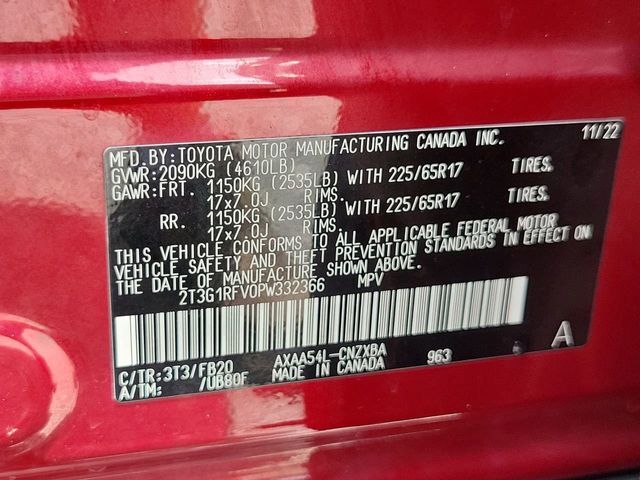 11/22
MFD.BY:TOYOTA MOTOR MANUFACTURING CANADA INC.
GVWR:2090KG (4610LB)
GAWR:FRT. 1150KG (2535LB) WITH 225/65R17 TIRES.
17x7.0J RIMS.
RR. 1150KG (2535LB) WITH 225/65R17 TIRES.
17x7.0J RIMS.
THIS VEHICLE CONFORMS TO ALL APPLICABLE FEDERAL MOTOR
VEHICLE SAFETY AND THEFT PREVENTION STANDARDS IN EFFECT ON
THE DATE OF MANUFACTURE SHOWN ABOVE.
2T3G1RFV0PW332366 MPV
C/TR:3T3/FB20 AXAA54L-CNZXBA 963 A
A/TM: /UB80F MADE IN CANADA